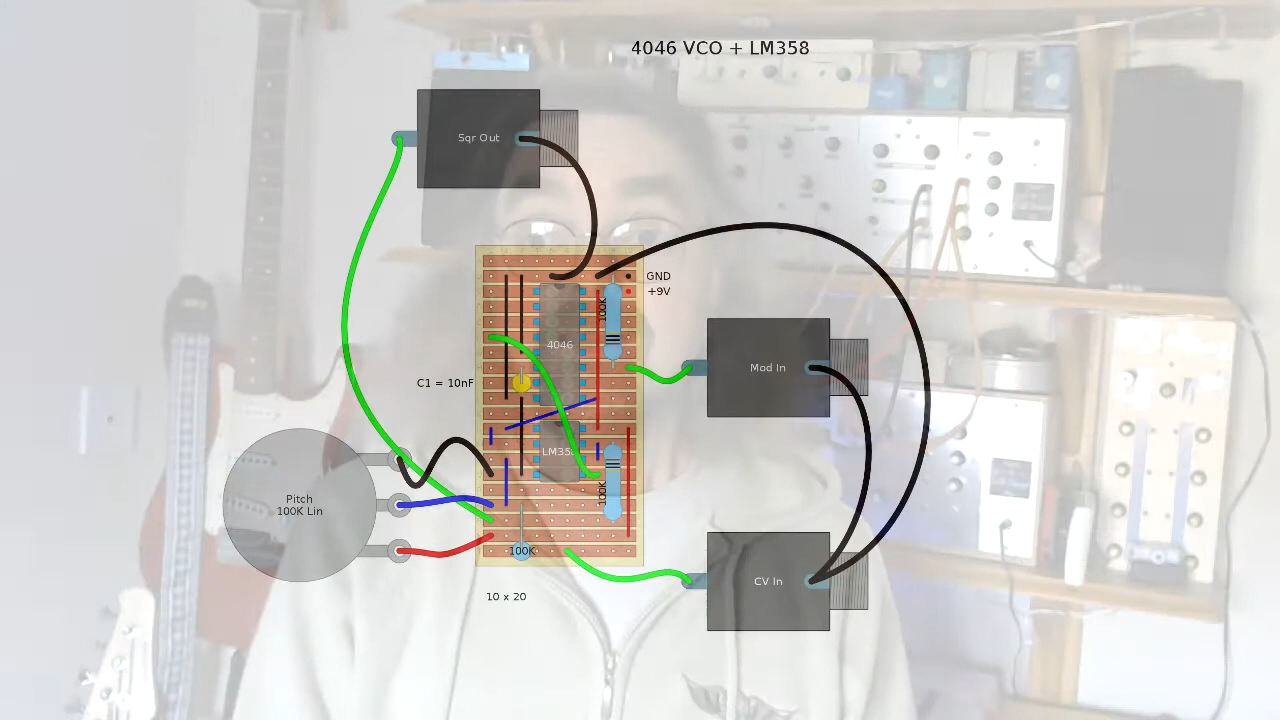 4046 VCO + LM358
Sqr Out
GND
+9V
100K
4046
Mod In
C1 = 10nF
LM358
100K
Pitch
100K Lin
100K
CV In
10 x 20